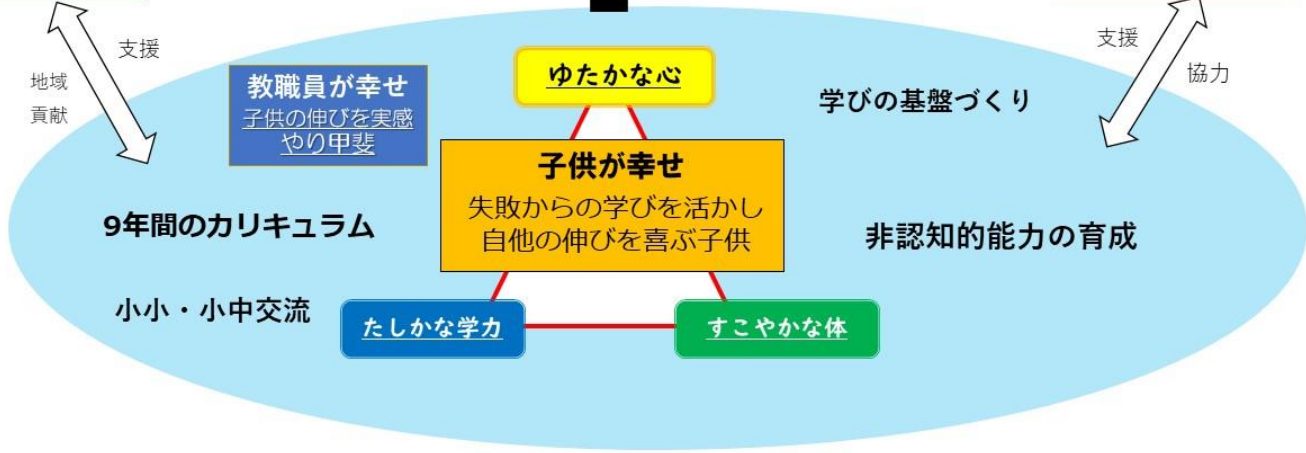 支援
地域
貢献
教職員が幸せ
子供の伸びを実感
やり甲斐
ゆたかな心
学びの基盤づくり
支援
協力
子供が幸せ
失敗からの学びを活かし
自他の伸びを喜ぶ子供
9年間のカリキュラム
非認知的能力の育成
小小・小中交流
たしかな学力
すこやかな体